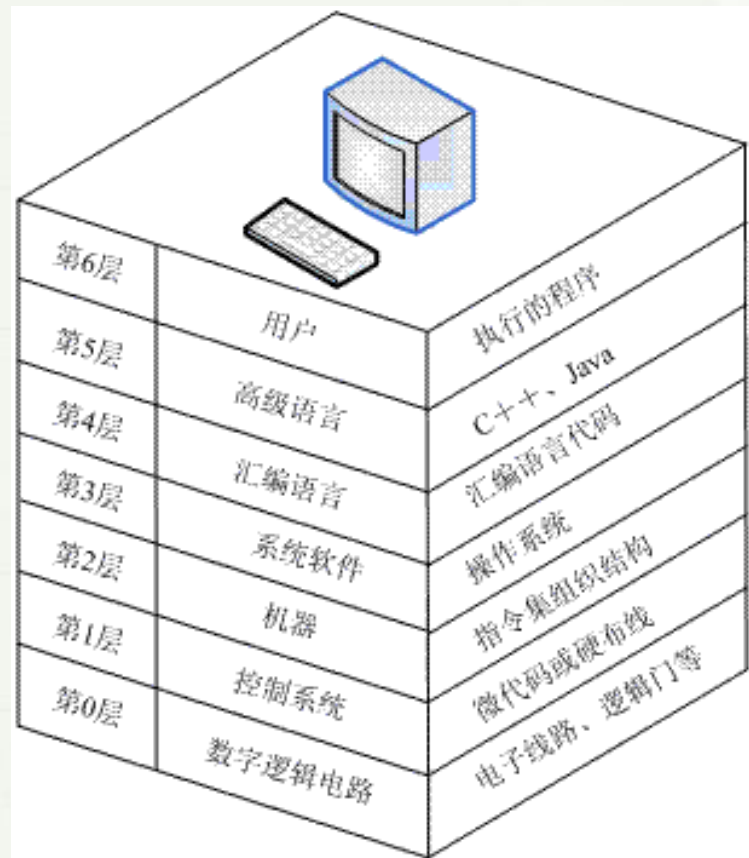 第6层 用户 执行的程序
第5层 高级语言 C++、Java
第4层 汇编语言 汇编语言代码
第3层 系统软件 操作系统
第2层 机器 指令集组织结构
第1层 控制系统 微代码或硬布线
第0层 数字逻辑电路 电子线路、逻辑门等